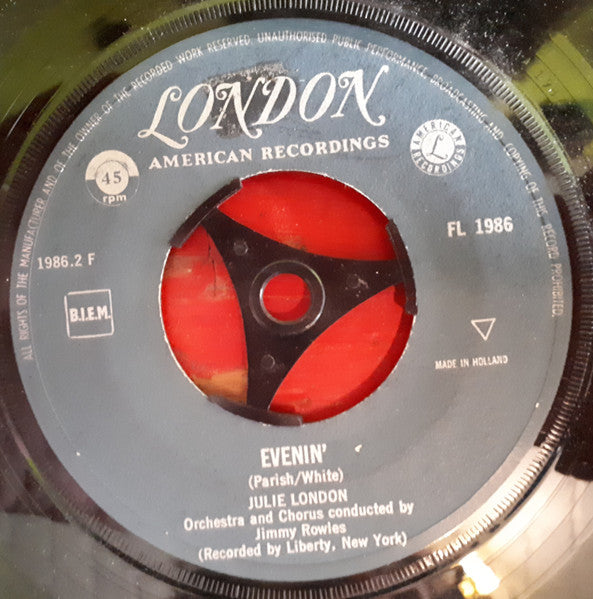 ALL RIGHTS OF THE MANUFACTURER AND OF THE OWNER OF THE RECORDED WORK RESERVED. UNAUTHORISED PUBLIC PERFORMANCE, BROADCASTING AND COPYING OF THIS RECORD PROHIBITED.
LONDON
AMERICAN RECORDINGS
AMERICAN
L
RECORDINGS
45
rpm
FL 1986
1986.2 F
B.I.E.M.
MADE IN HOLLAND
EVENIN'
(Parish/White)
JULIE LONDON
Orchestra and Chorus conducted by
Jimmy Rowles
(Recorded by Liberty, New York)